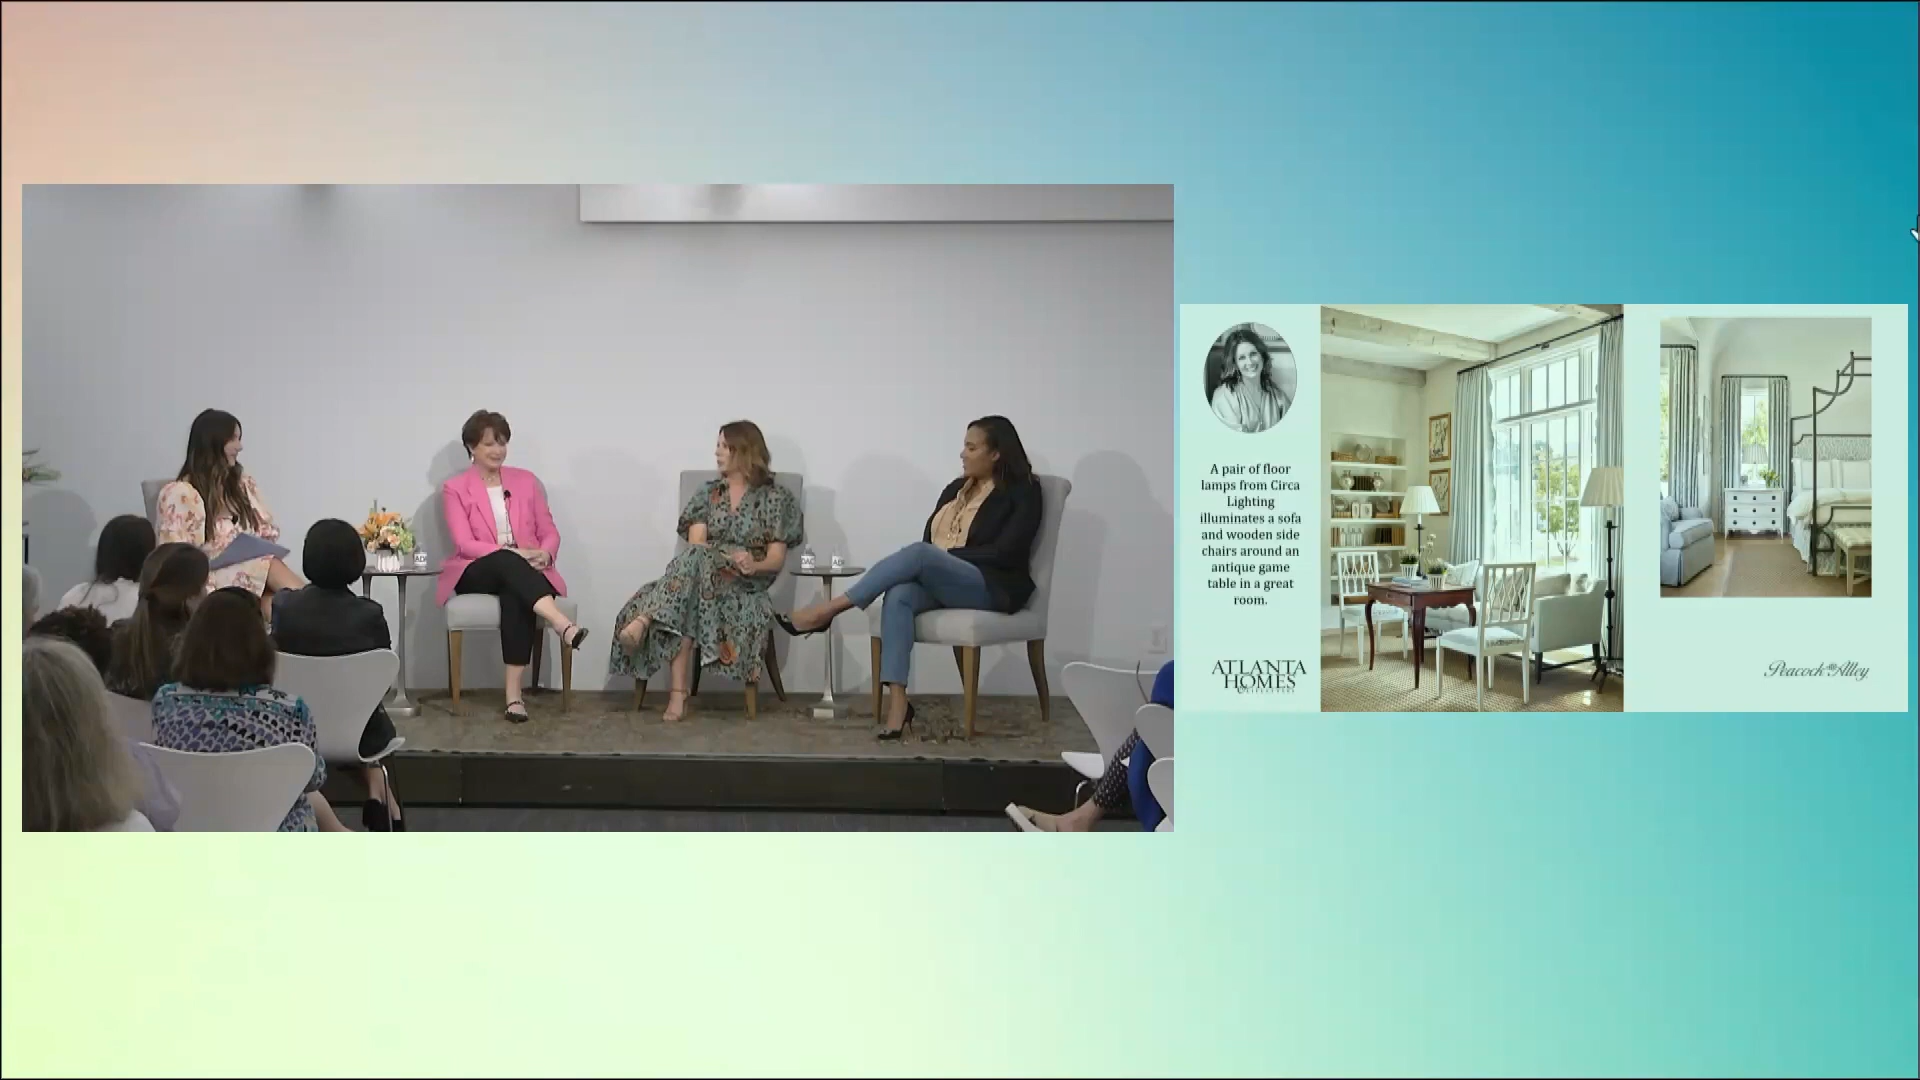 A pair of floor
lamps from Circa
Lighting
illuminates a sofa
and wooden side
chairs around an
antique game
table in a great
room.
ATLANTA
HOMES
& LIFESTYLES
Peacock Alley